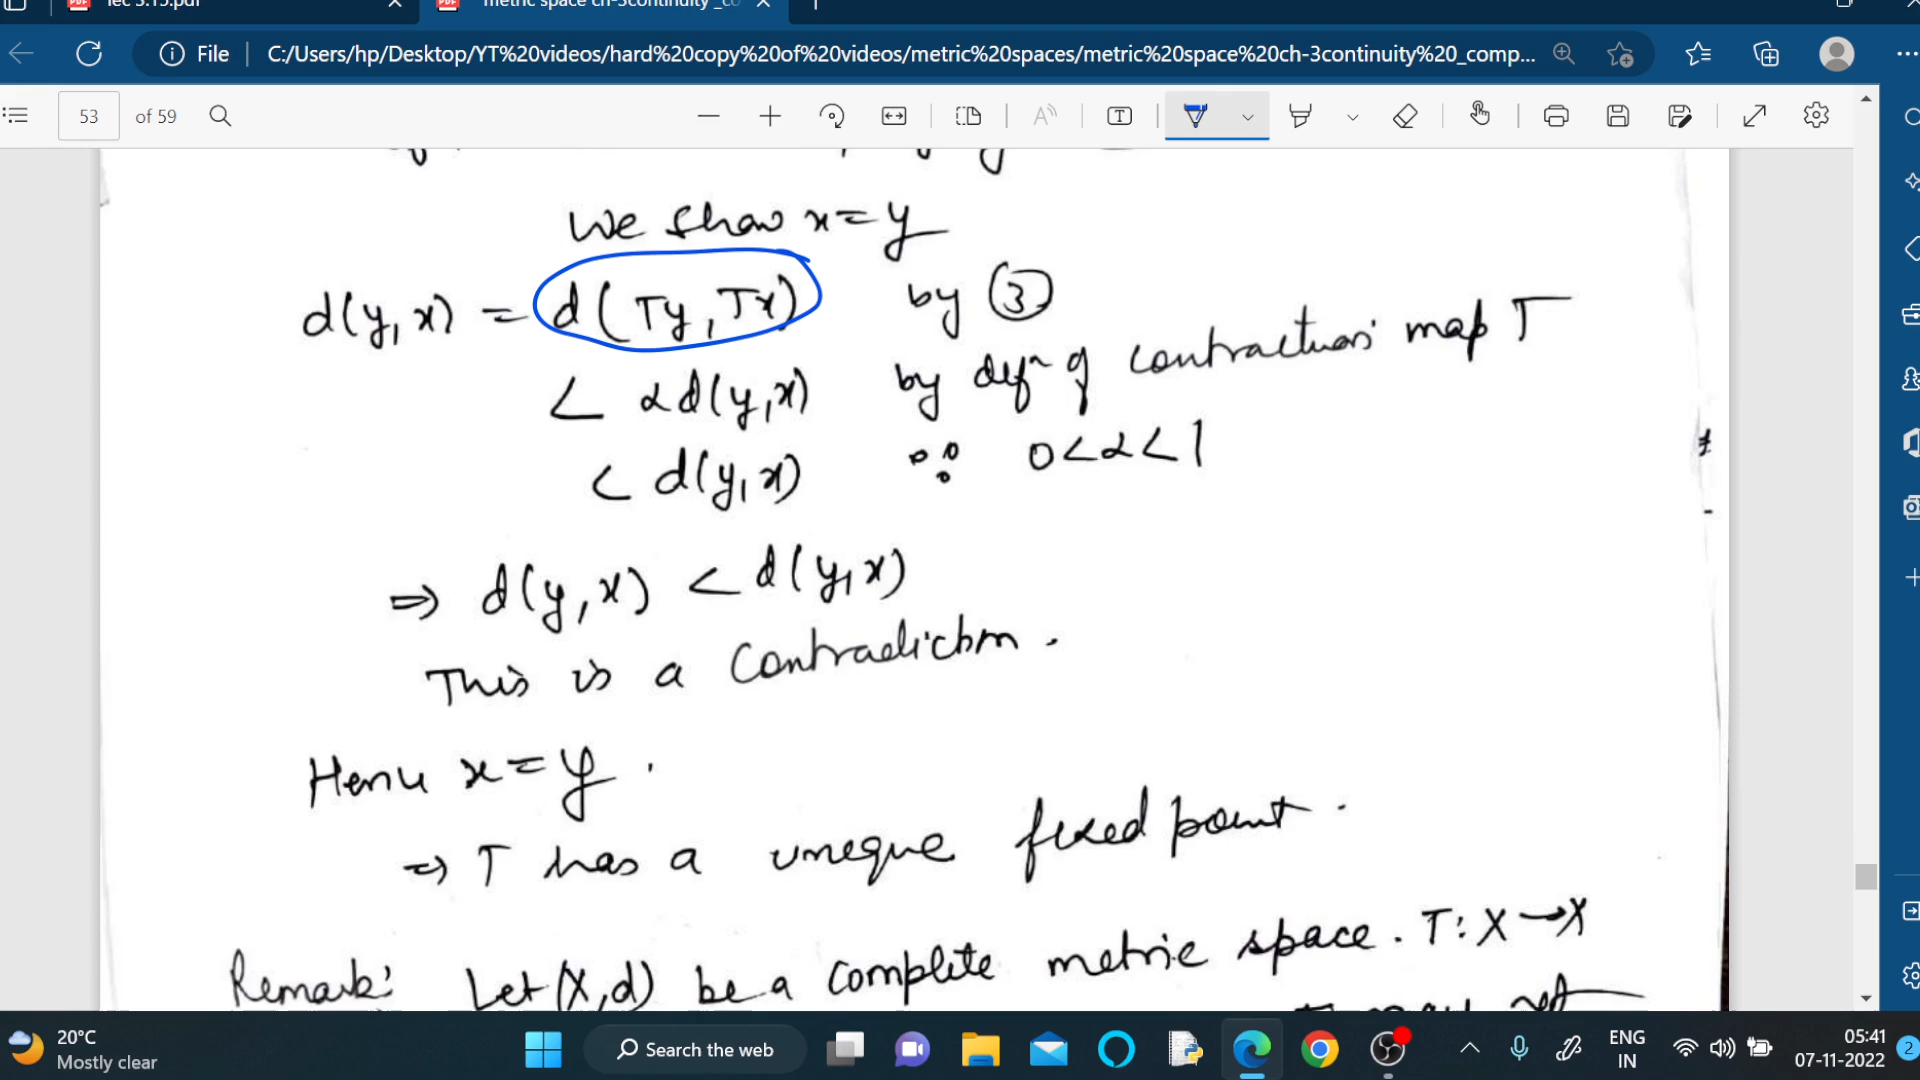 lec 3.15.pdf
metric space ch-3continuity _co
File
C:/Users/hp/Desktop/YT%20videos/hard%20copy%20of%20videos/metric%20spaces/metric%20space%20ch-3continuity%20_comp...
53 of 59
We show x=y
d(y,x) = d(Ty,Tx) by ③
< αd(y,x) by defn of contraction map T
< d(y,x) ∵ 0<α<1
⇒ d(y,x) < d(y,x)
This is a contradiction.
Hence x=y.
⇒ T has a unique fixed point.
Remark: Let (X,d) be a complete metric space. T: X→X
T may not
20°C
Mostly clear
Search the web
ENG
IN
05:41
07-11-2022
2